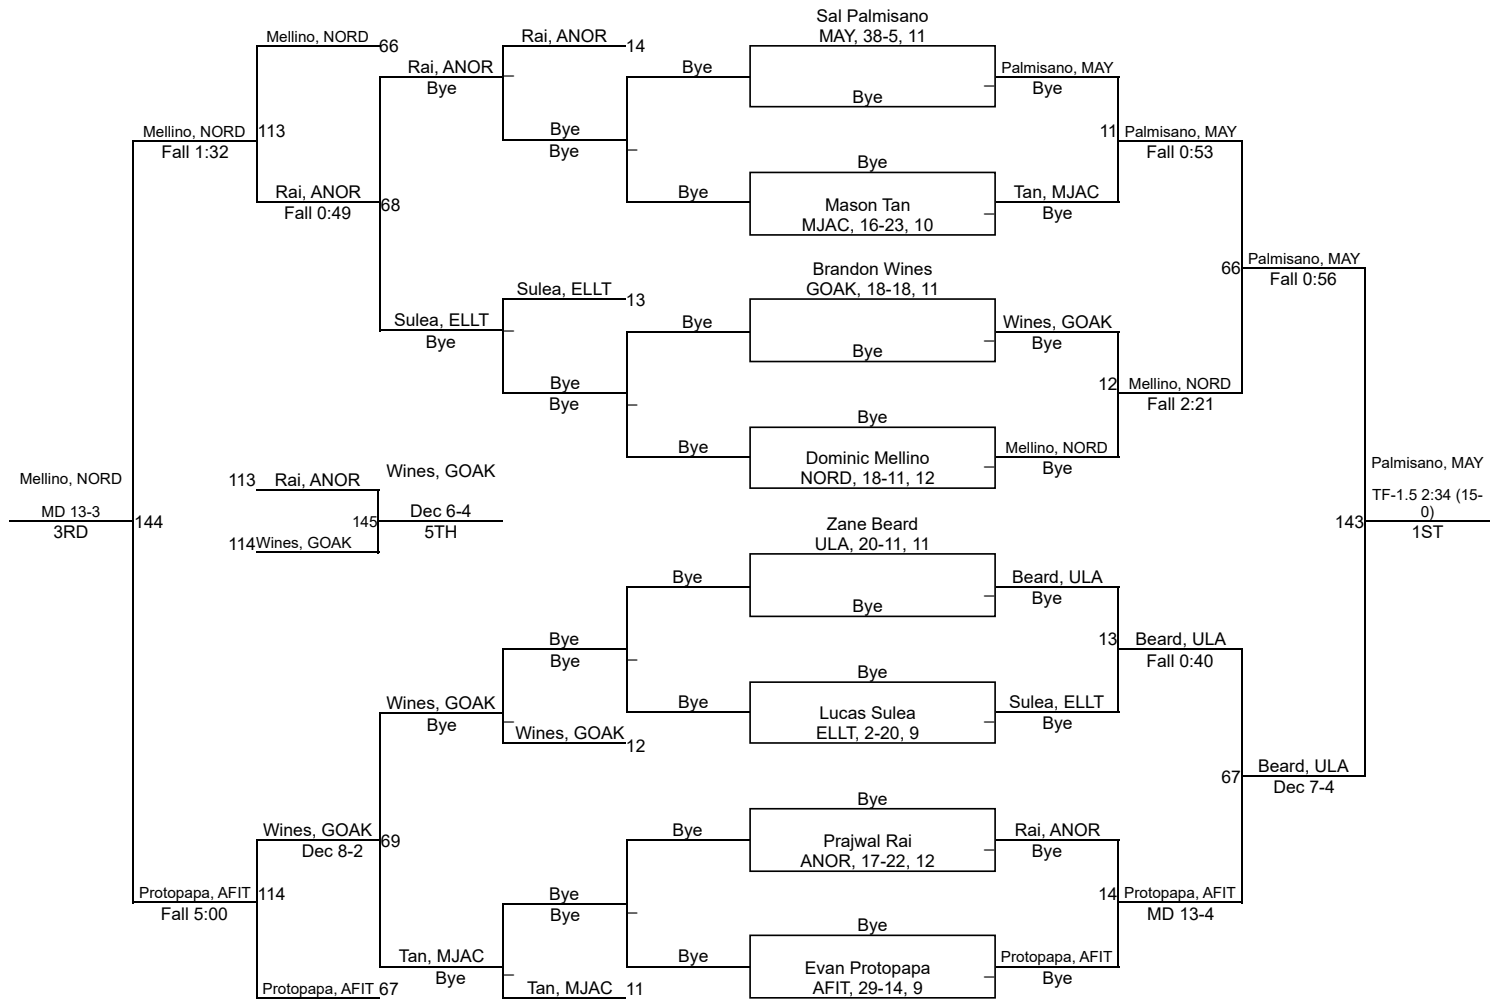 Sal Palmisano
MAY, 38-5, 11
Bye
Bye
Mason Tan
MJAC, 16-23, 10
Brandon Wines
GOAK, 18-18, 11
Bye
Bye
Dominic Mellino
NORD, 18-11, 12
Zane Beard
ULA, 20-11, 11
Bye
Bye
Lucas Sulea
ELLT, 2-20, 9
Bye
Prajwal Rai
ANOR, 17-22, 12
Bye
Evan Protopapa
AFIT, 29-14, 9
Palmisano, MAY
Bye
Tan, MJAC
Bye
Wines, GOAK
Bye
Mellino, NORD
Bye
Beard, ULA
Bye
Sulea, ELLT
Bye
Rai, ANOR
Bye
Protopapa, AFIT
Bye
11
Palmisano, MAY
Fall 0:53
12
Mellino, NORD
Fall 2:21
13
Beard, ULA
Fall 0:40
14
Protopapa, AFIT
MD 13-4
66
Palmisano, MAY
Fall 0:56
67
Beard, ULA
Dec 7-4
143
Palmisano, MAY
TF-1.5 2:34 (15-
0)
1ST
Bye
Bye
Bye
Bye
Bye
Bye
Bye
Bye
Rai, ANOR
14
Bye
Bye
Sulea, ELLT
13
Bye
Bye
Bye
Bye
Wines, GOAK
12
Bye
Bye
Tan, MJAC
11
Rai, ANOR
Bye
Sulea, ELLT
Bye
Wines, GOAK
Bye
Tan, MJAC
Bye
Mellino, NORD
66
Rai, ANOR
Fall 0:49
68
Wines, GOAK
Dec 8-2
69
Protopapa, AFIT
67
Mellino, NORD
Fall 1:32
113
Protopapa, AFIT
Fall 5:00
114
Mellino, NORD
MD 13-3
3RD
144
113
Rai, ANOR
114
Wines, GOAK
145
Wines, GOAK
Dec 6-4
5TH